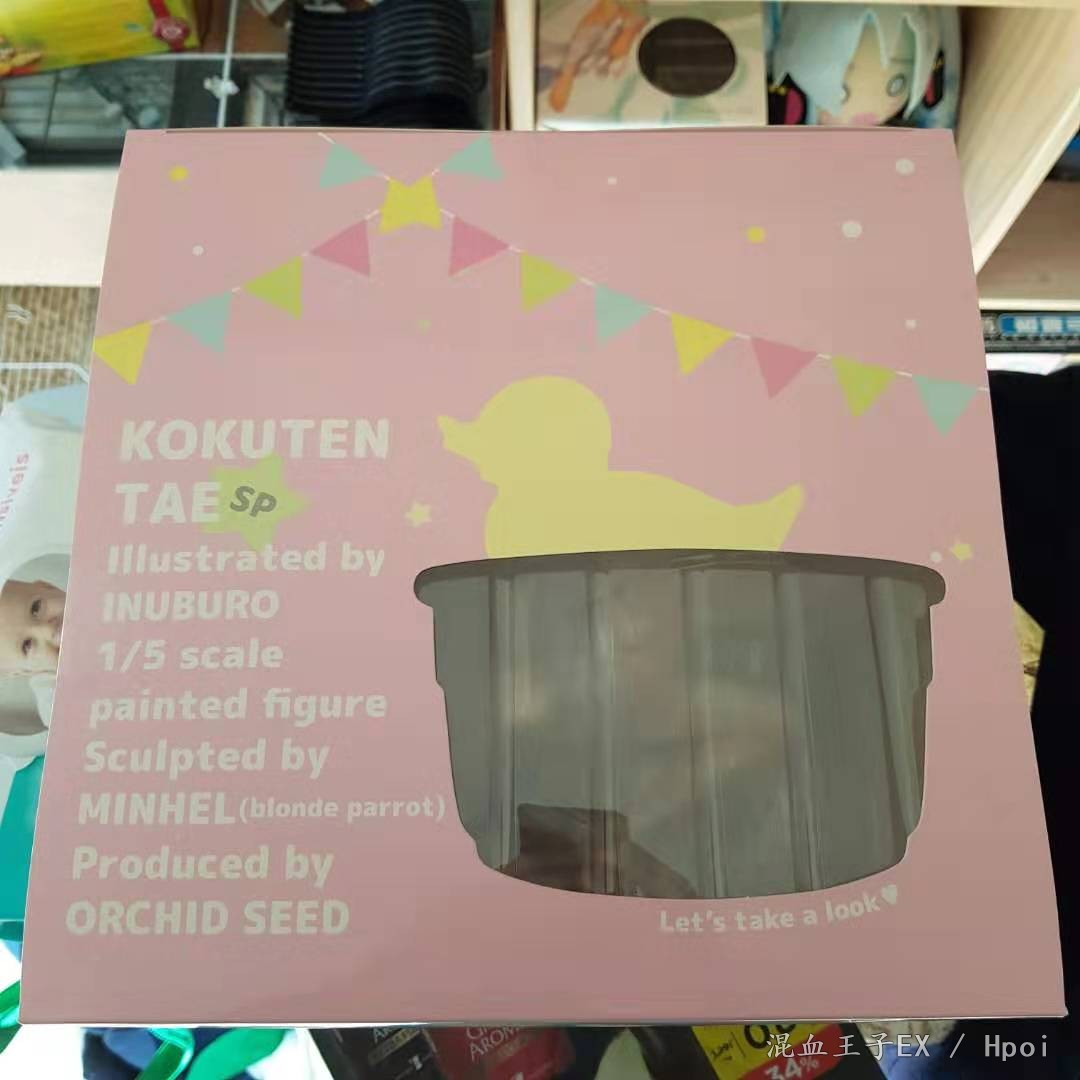 KOKUTEN
TAE SP
Illustrated by
INUBURO
1/5 scale
painted figure
Sculpted by
MINHEL(blonde parrot)
Produced by
ORCHID SEED
Let's take a look♥
34%
混血王子EX / Hpoi